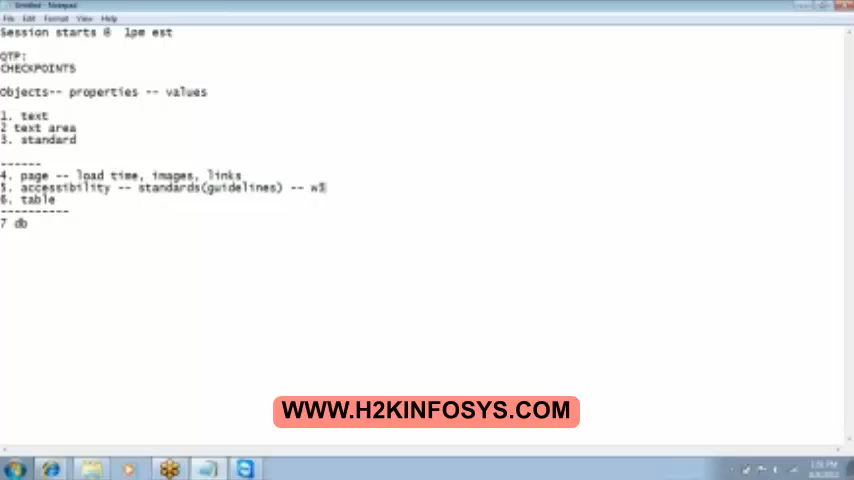 Untitled - Notepad
File Edit Format View Help
Session starts @ 1pm est
QTP:
CHECKPOINTS
Objects-- properties -- values
1. text
2 text area
3. standard
------
4. page -- load time, images, links
5. accessibility -- standards(guidelines) -- w3
6. table
----------
7 db
WWW.H2KINFOSYS.COM